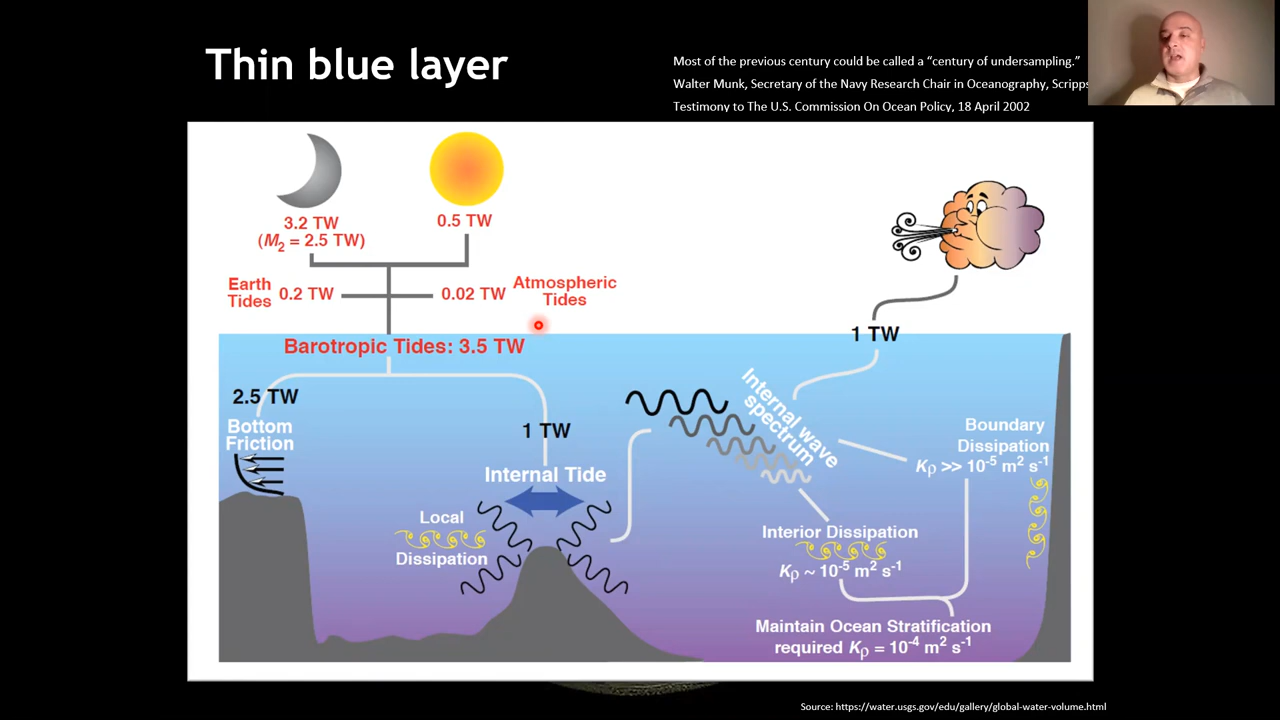 Thin blue layer
Most of the previous century could be called a “century of undersampling.”
Walter Munk, Secretary of the Navy Research Chair in Oceanography, Scripps
Testimony to The U.S. Commission On Ocean Policy, 18 April 2002
3.2 TW
(M2 = 2.5 TW)
0.5 TW
Earth
Tides
0.2 TW
0.02 TW
Atmospheric
Tides
Barotropic Tides: 3.5 TW
1 TW
2.5 TW
Bottom
Friction
1 TW
Internal Tide
Local
Dissipation
Internal wave
spectrum
Boundary
Dissipation
Kρ >> 10-5 m2 s-1
Interior Dissipation
Kρ ~ 10-5 m2 s-1
Maintain Ocean Stratification
required Kρ = 10-4 m2 s-1
Source: https://water.usgs.gov/edu/gallery/global-water-volume.html